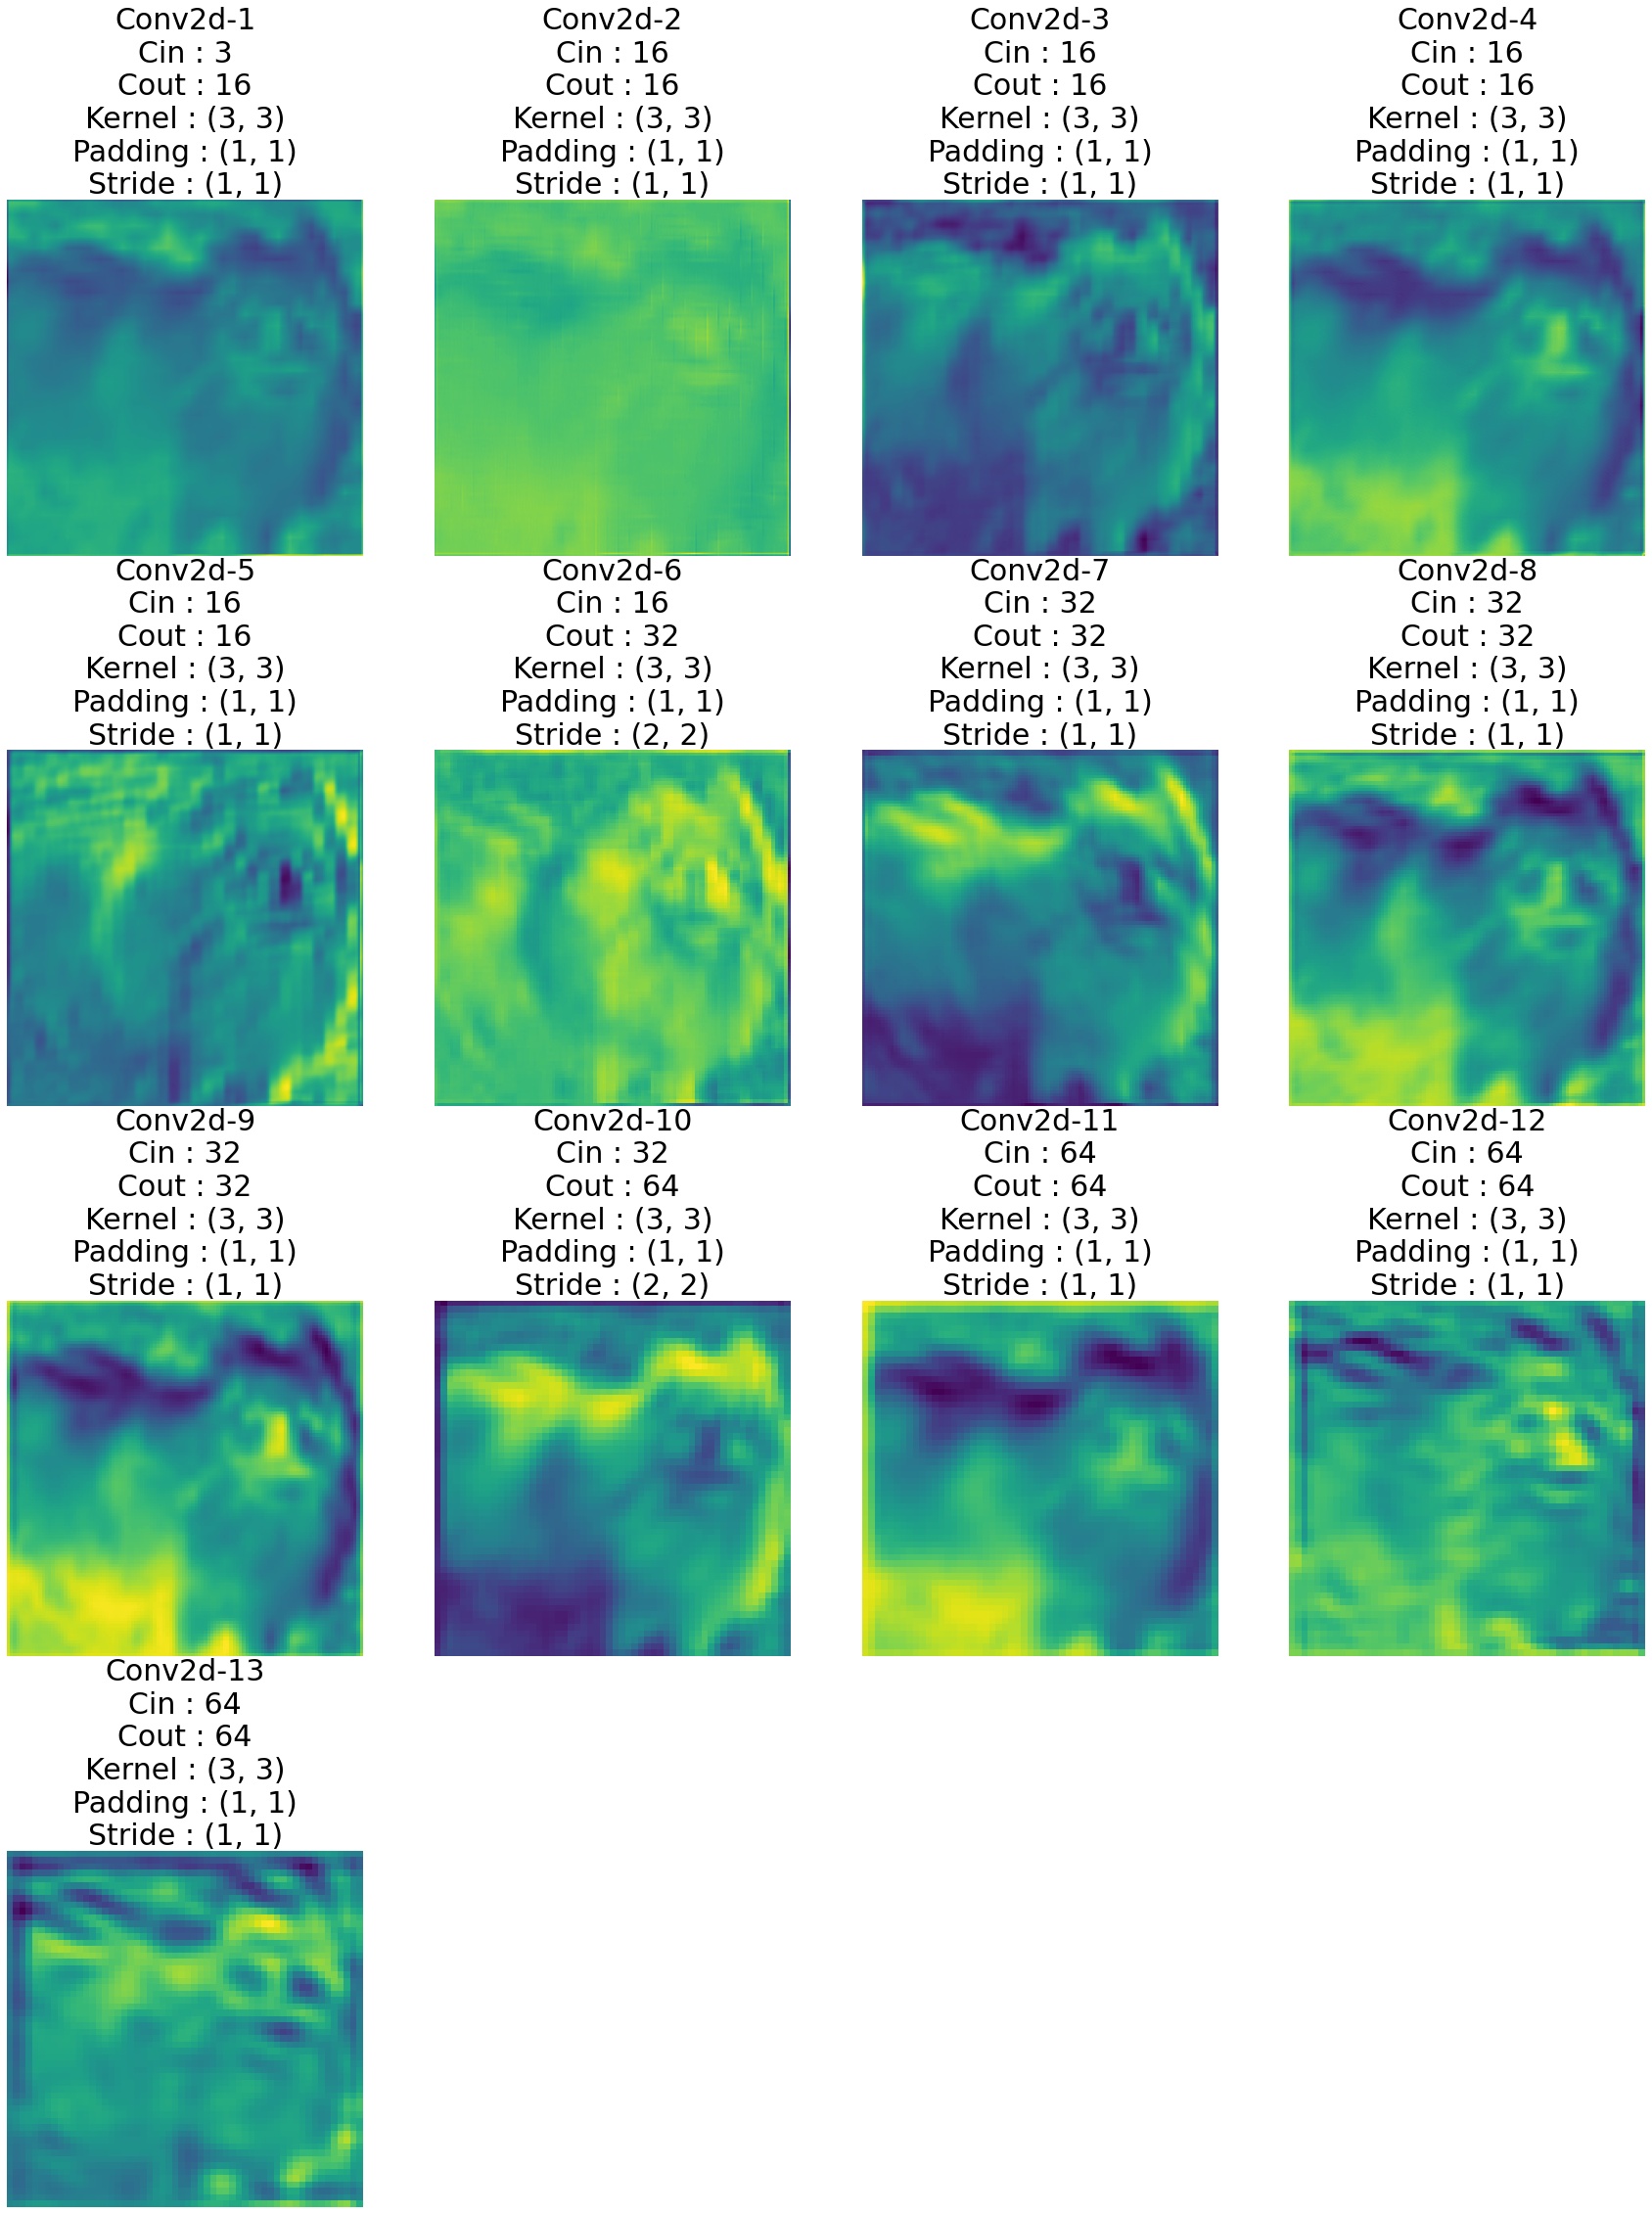 Conv2d-1
Cin : 3
Cout : 16
Kernel : (3, 3)
Padding : (1, 1)
Stride : (1, 1)
Conv2d-2
Cin : 16
Cout : 16
Kernel : (3, 3)
Padding : (1, 1)
Stride : (1, 1)
Conv2d-3
Cin : 16
Cout : 16
Kernel : (3, 3)
Padding : (1, 1)
Stride : (1, 1)
Conv2d-4
Cin : 16
Cout : 16
Kernel : (3, 3)
Padding : (1, 1)
Stride : (1, 1)
Conv2d-5
Cin : 16
Cout : 16
Kernel : (3, 3)
Padding : (1, 1)
Stride : (1, 1)
Conv2d-6
Cin : 16
Cout : 32
Kernel : (3, 3)
Padding : (1, 1)
Stride : (2, 2)
Conv2d-7
Cin : 32
Cout : 32
Kernel : (3, 3)
Padding : (1, 1)
Stride : (1, 1)
Conv2d-8
Cin : 32
Cout : 32
Kernel : (3, 3)
Padding : (1, 1)
Stride : (1, 1)
Conv2d-9
Cin : 32
Cout : 32
Kernel : (3, 3)
Padding : (1, 1)
Stride : (1, 1)
Conv2d-10
Cin : 32
Cout : 64
Kernel : (3, 3)
Padding : (1, 1)
Stride : (2, 2)
Conv2d-11
Cin : 64
Cout : 64
Kernel : (3, 3)
Padding : (1, 1)
Stride : (1, 1)
Conv2d-12
Cin : 64
Cout : 64
Kernel : (3, 3)
Padding : (1, 1)
Stride : (1, 1)
Conv2d-13
Cin : 64
Cout : 64
Kernel : (3, 3)
Padding : (1, 1)
Stride : (1, 1)